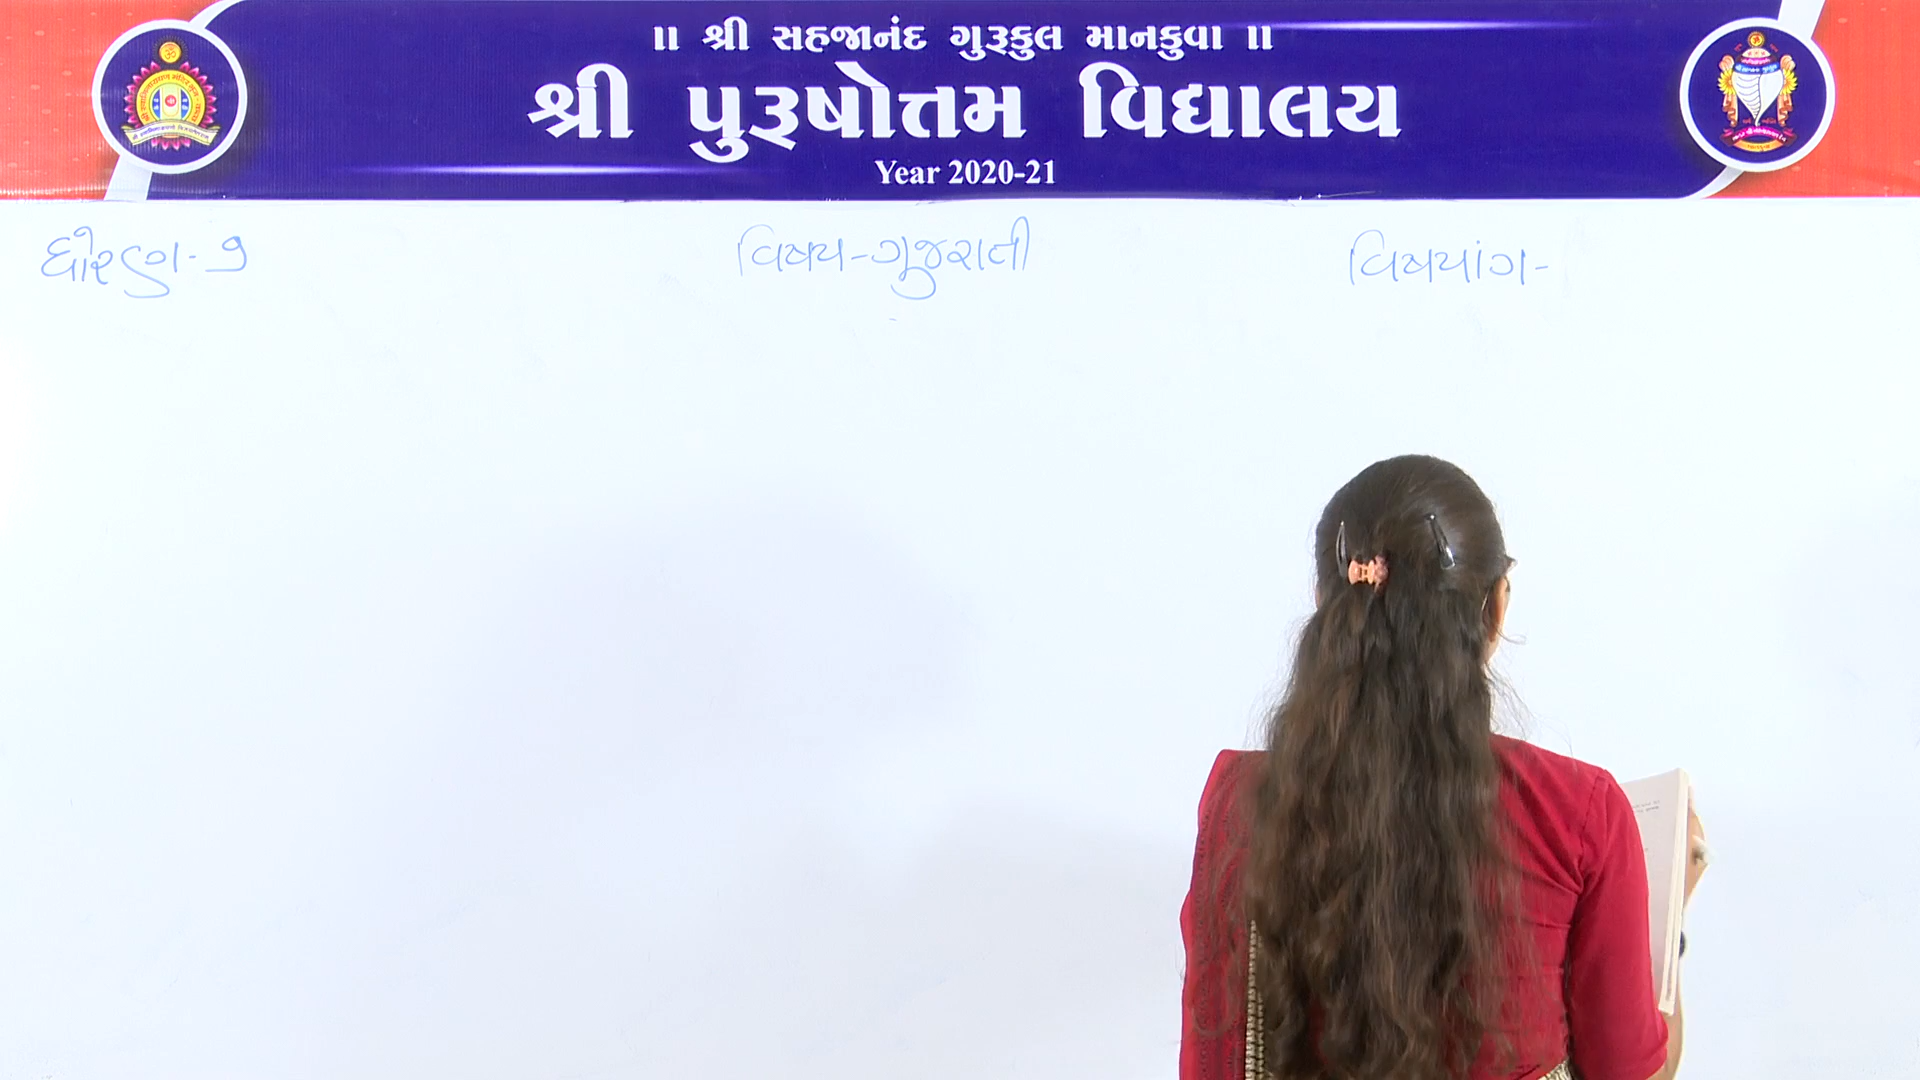 ॥ શ્રી સહજાનંદ ગુરૂકુલ માનકુવા ॥
શ્રી પુરૂષોત્તમ વિદ્યાલય
Year 2020-21
ધોરણ - ૭ વિષય - ગુજરાતી વિષયાંગ -